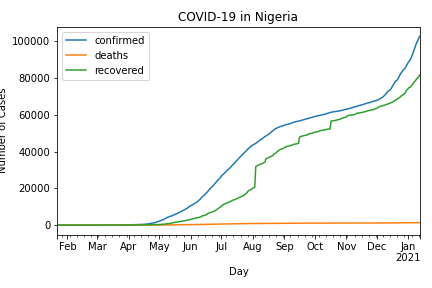 COVID-19 in Nigeria
confirmed
deaths
recovered
100000
80000
60000
40000
20000
0
Number of Cases
Feb Mar Apr May Jun Jul Aug Sep Oct Nov Dec Jan
2021
Day